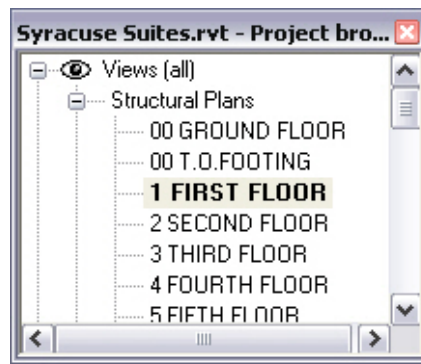 Syracuse Suites.rvt - Project bro...
Views (all)
Structural Plans
00 GROUND FLOOR
00 T.O.FOOTING
1 FIRST FLOOR
2 SECOND FLOOR
3 THIRD FLOOR
4 FOURTH FLOOR
5 FIFTH FLOOR